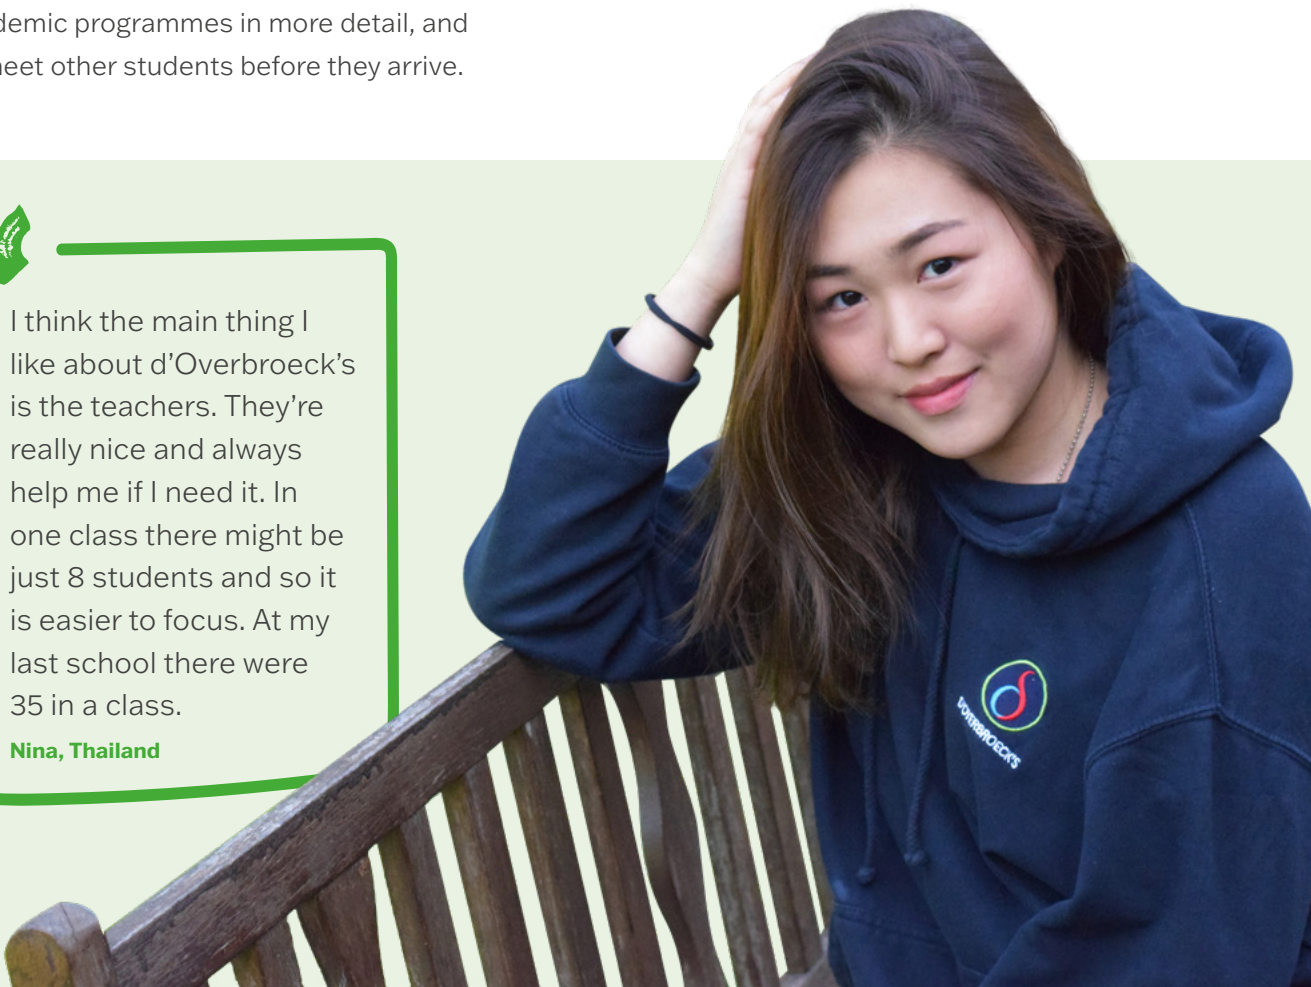 programmes in more detail, and
other students before they arrive.
I think the main thing I
like about d’Overbroeck’s
is the teachers. They’re
really nice and always
help me if I need it. In
one class there might be
just 8 students and so it
is easier to focus. At my
last school there were
35 in a class.
Nina, Thailand
D'OVERBROECK'S